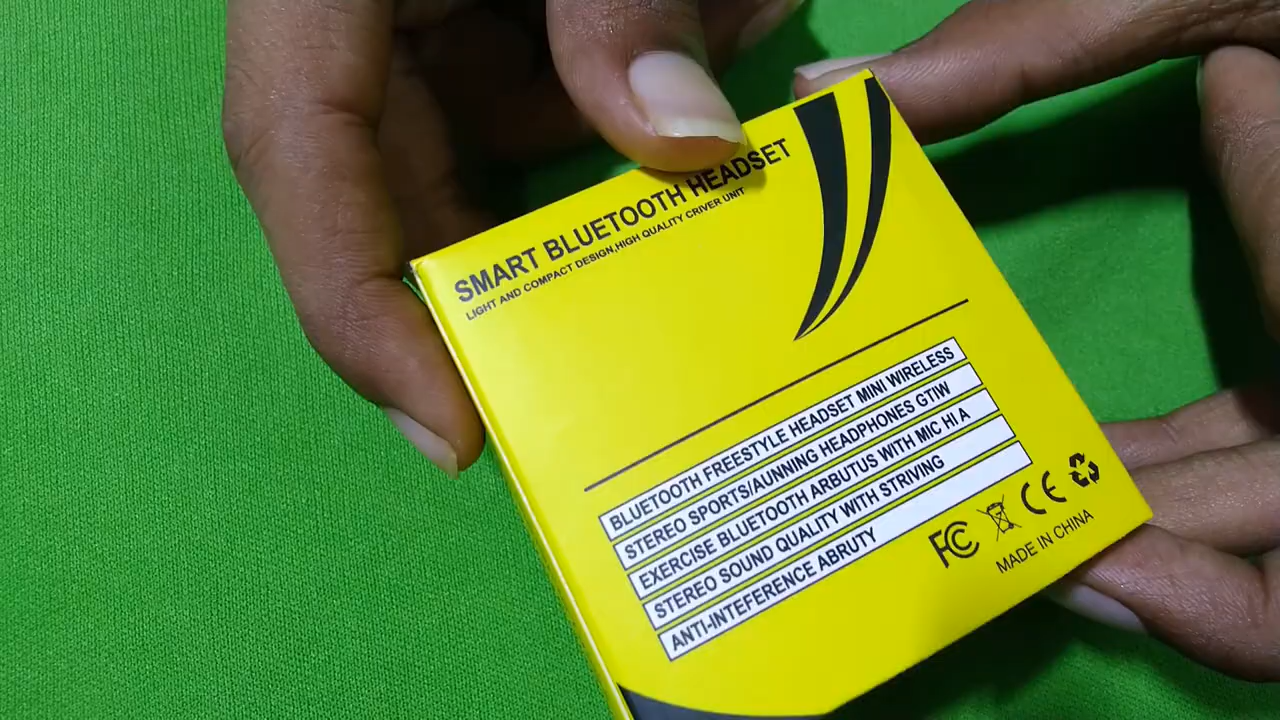 SMART BLUETOOTH HEADSET
LIGHT AND COMPACT DESIGN,HIGH QUALITY CRIVER UNIT
BLUETOOTH FREESTYLE HEADSET MINI WIRELESS
STEREO SPORTS/AUNNING HEADPHONES GTIW
EXERCISE BLUETOOTH ARBUTUS WITH MIC HI A
STEREO SOUND QUALITY WITH STRIVING
ANTI-INTEFERENCE ABRUTY
FC CE
MADE IN CHINA